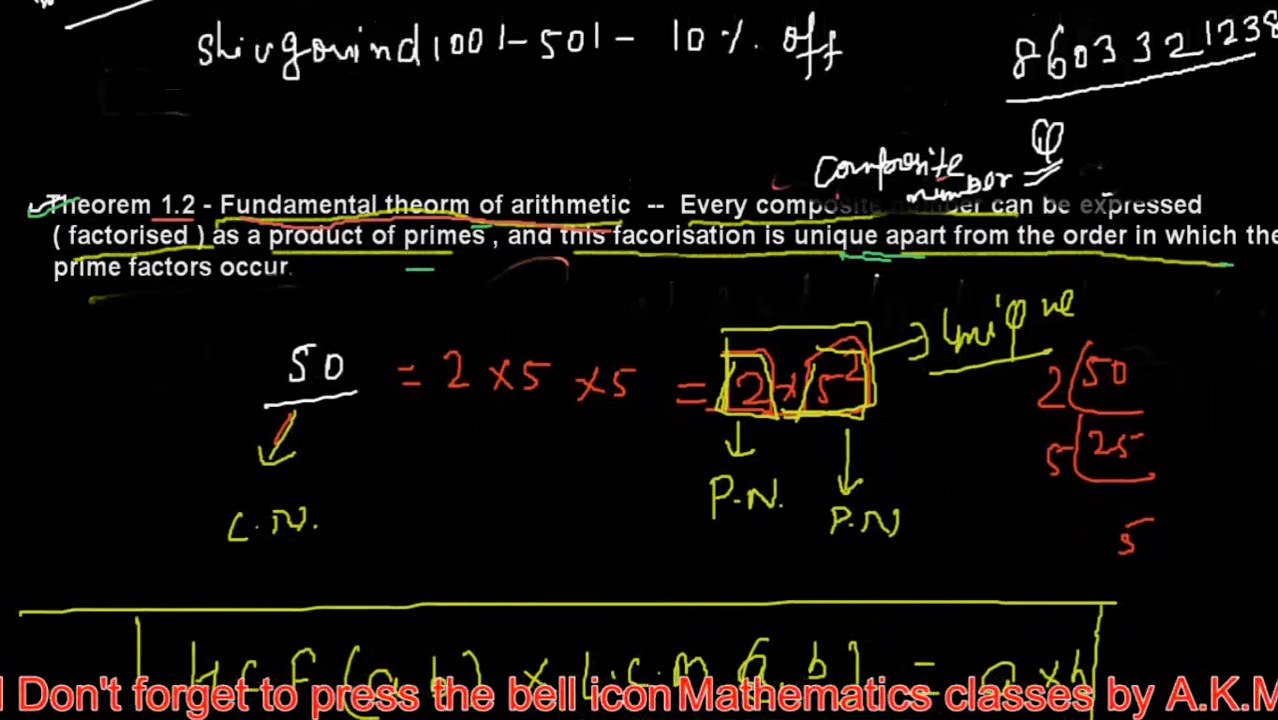 Shivgovind 100 1-501- 10 %. off
8603321238
Composite number = φ
Theorem 1.2 - Fundamental theorm of arithmetic -- Every composite number can be expressed
( factorised ) as a product of primes , and this facorisation is unique apart from the order in which the
prime factors occur.
50 = 2 × 5 × 5 = 2 × 5² → Unique
2 50
5 25
5
C.N.
P.N. P.N
H.C.F (a, b) × L.C.M (a, b) = a × b
Don't forget to press the bell icon Mathematics classes by A.K.M